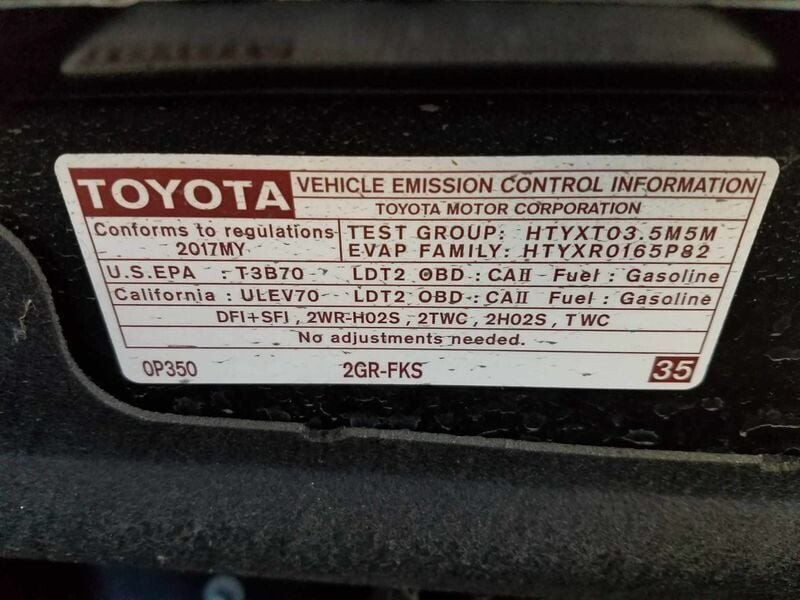 TOYOTA VEHICLE EMISSION CONTROL INFORMATION
TOYOTA MOTOR CORPORATION
Conforms to regulations
2017MY
TEST GROUP: HTYXT03.5M5M
EVAP FAMILY: HTYXR0165P82
U.S.EPA : T3B70 LDT2 OBD : CAII Fuel : Gasoline
California : ULEV70 LDT2 OBD : CAII Fuel : Gasoline
DFI+SFI, 2WR-HO2S, 2TWC, 2HO2S, TWC
No adjustments needed.
0P350 2GR-FKS 35